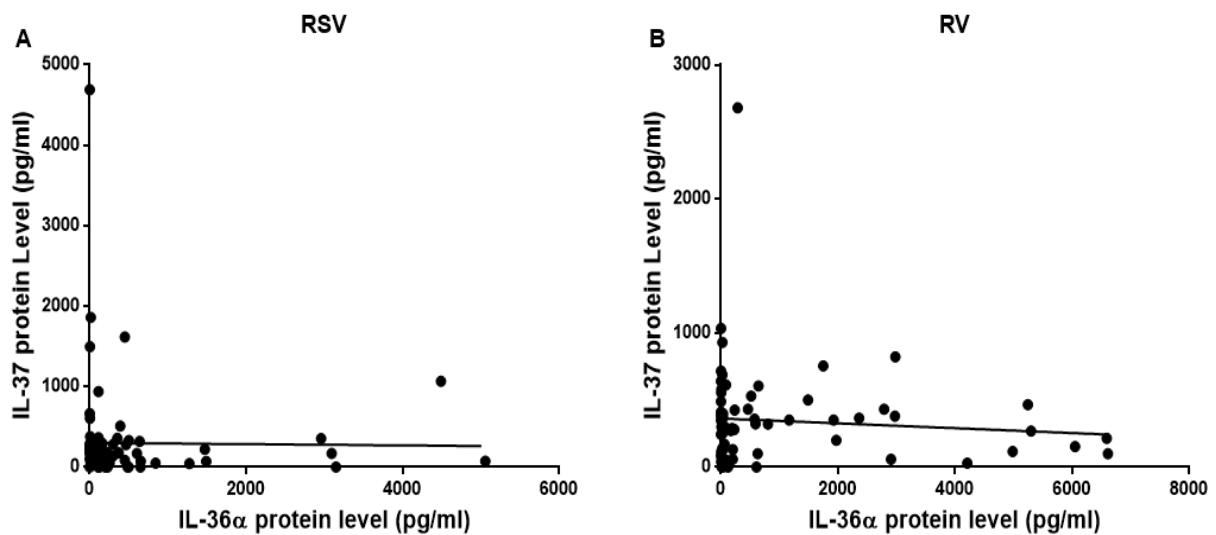 A
RSV
IL-37 protein Level (pg/ml)
5000
4000
3000
2000
1000
0
0 2000 4000 6000
IL-36α protein level (pg/ml)
B
RV
IL-37 protein Level (pg/ml)
3000
2000
1000
0
0 2000 4000 6000 8000
IL-36α protein level (pg/ml)